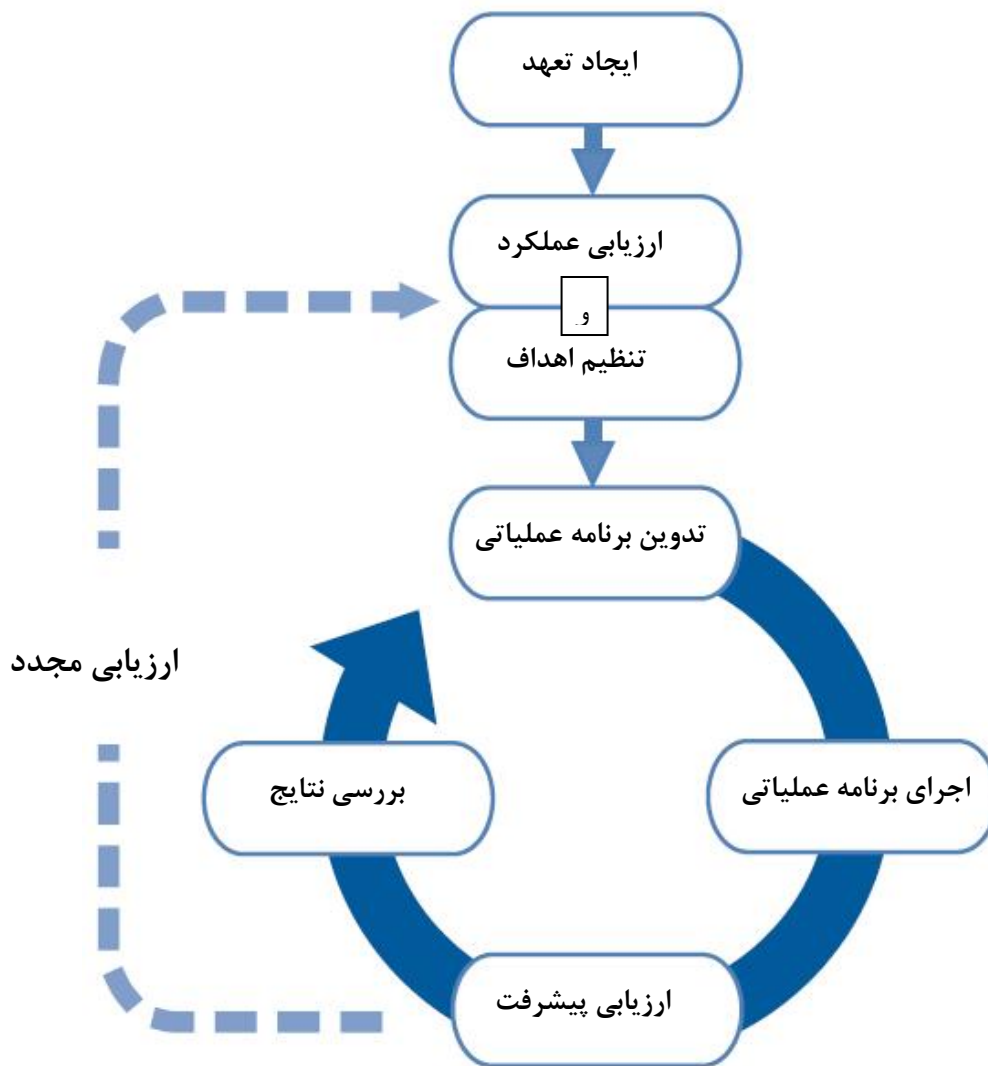 ایجاد تعهد
ارزیابی عملکرد
و
تنظیم اهداف
تدوین برنامه عملیاتی
ارزیابی مجدد
بررسی نتایج
اجرای برنامه عملیاتی
ارزیابی پیشرفت